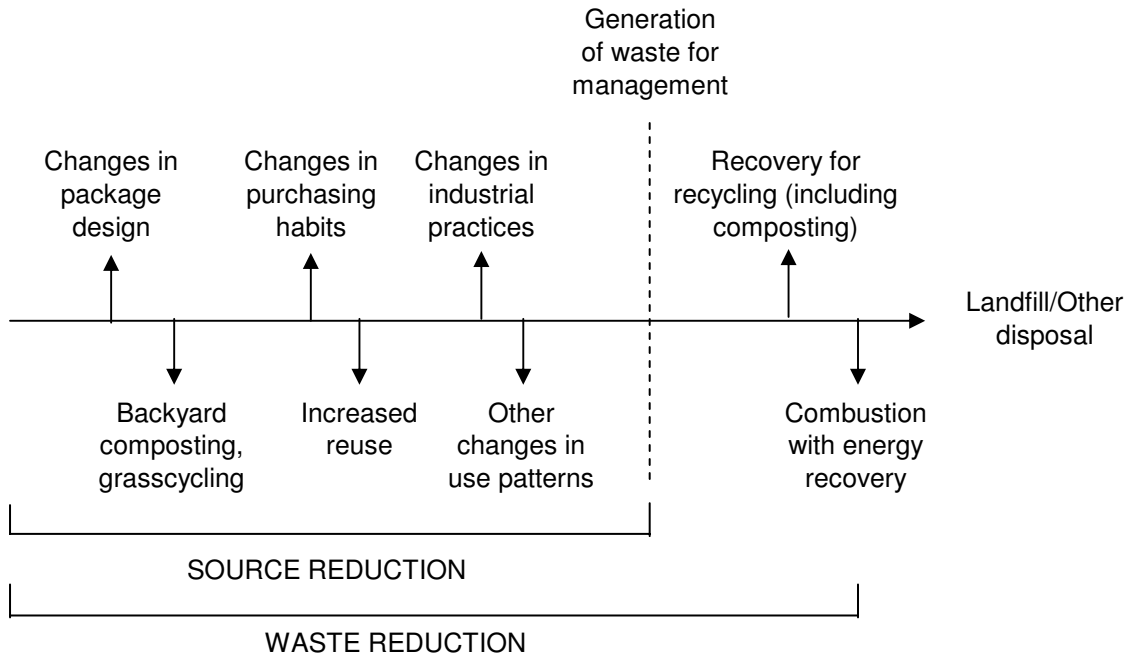 Generation
of waste for
management
Changes in
package
design
Changes in
purchasing
habits
Changes in
industrial
practices
Recovery for
recycling (including
composting)
Landfill/Other
disposal
Backyard
composting,
grasscycling
Increased
reuse
Other
changes in
use patterns
Combustion
with energy
recovery
SOURCE REDUCTION
WASTE REDUCTION